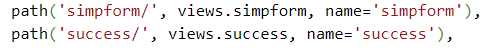 path('simpform/', views.simpform, name='simpform'),
path('success/', views.success, name='success'),